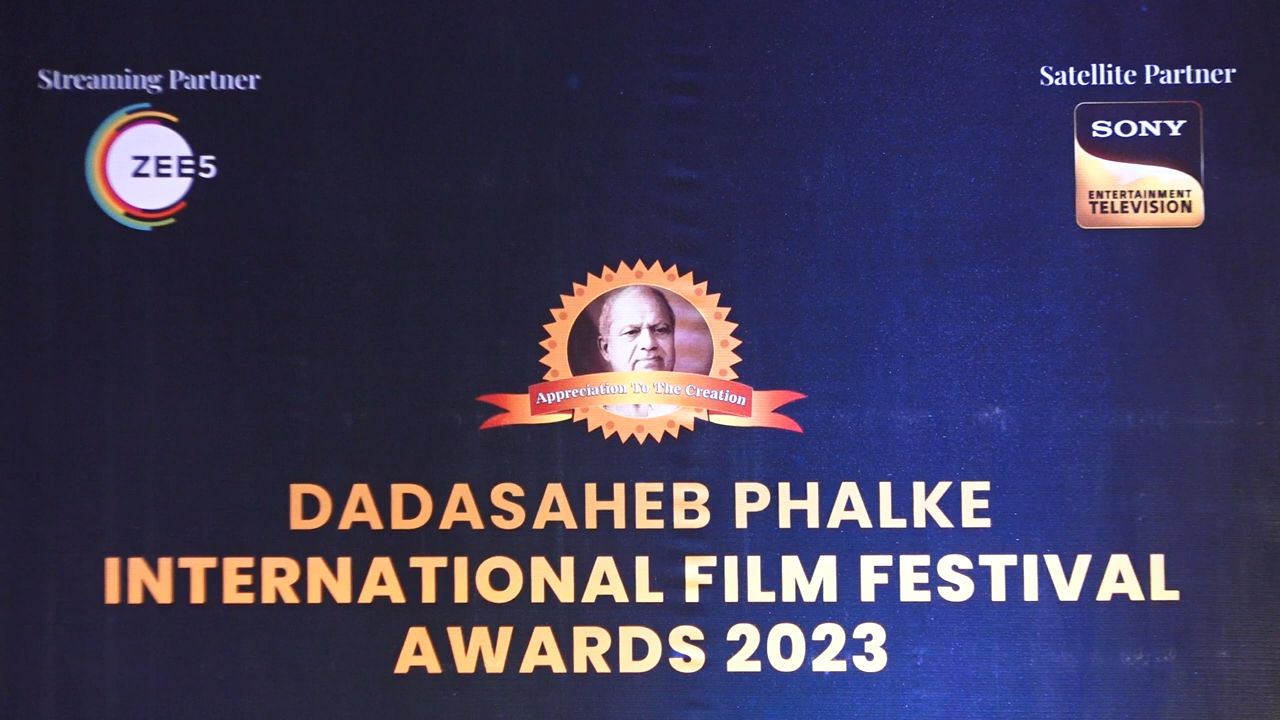 Streaming Partner
ZEE5
Satellite Partner
SONY
ENTERTAINMENT
TELEVISION
Appreciation To The Creation
DADASAHEB PHALKE
INTERNATIONAL FILM FESTIVAL
AWARDS 2023